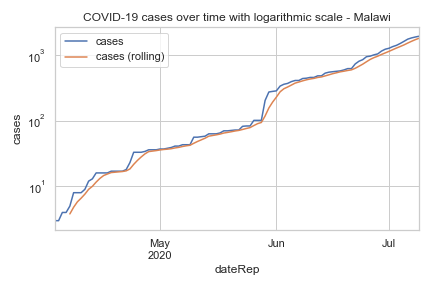 COVID-19 cases over time with logarithmic scale - Malawi
cases
cases (rolling)
10³
10²
10¹
cases
May
2020
Jun
Jul
dateRep